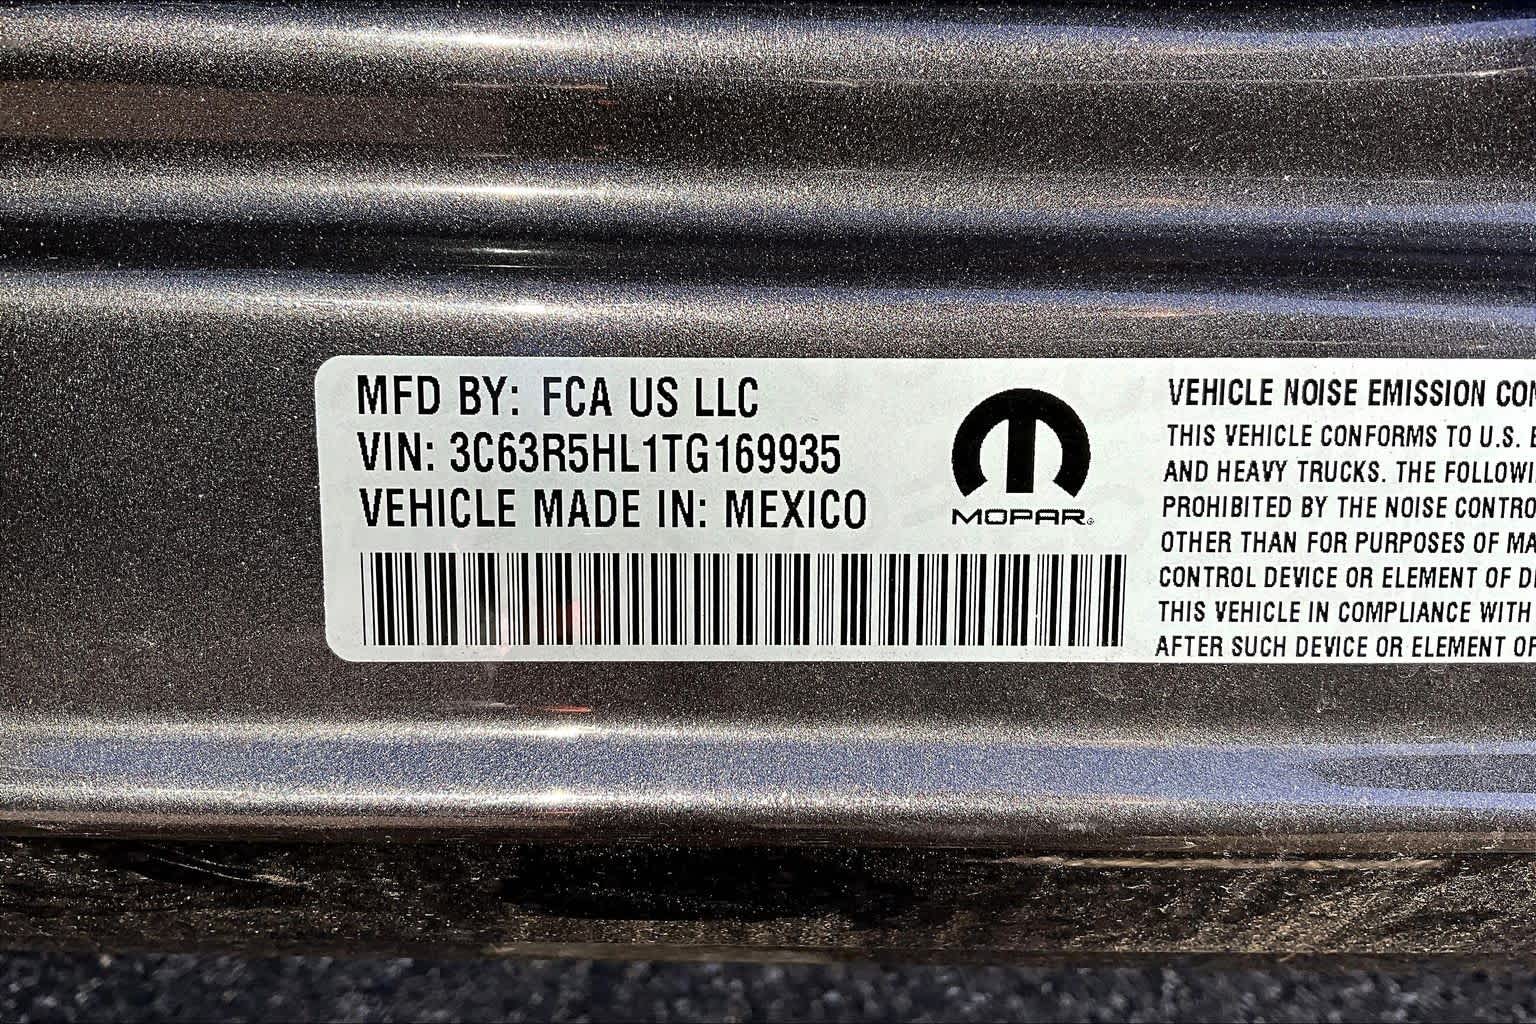 MFD BY: FCA US LLC
VIN: 3C63R5HL1TG169935
VEHICLE MADE IN: MEXICO
MOPAR®
VEHICLE NOISE EMISSION
THIS VEHICLE CONFORMS TO U.S.
AND HEAVY TRUCKS. THE
PROHIBITED BY THE NOISE
OTHER THAN FOR PURPOSES OF
CONTROL DEVICE OR ELEMENT OF
THIS VEHICLE IN COMPLIANCE WITH
AFTER SUCH DEVICE OR ELEMENT